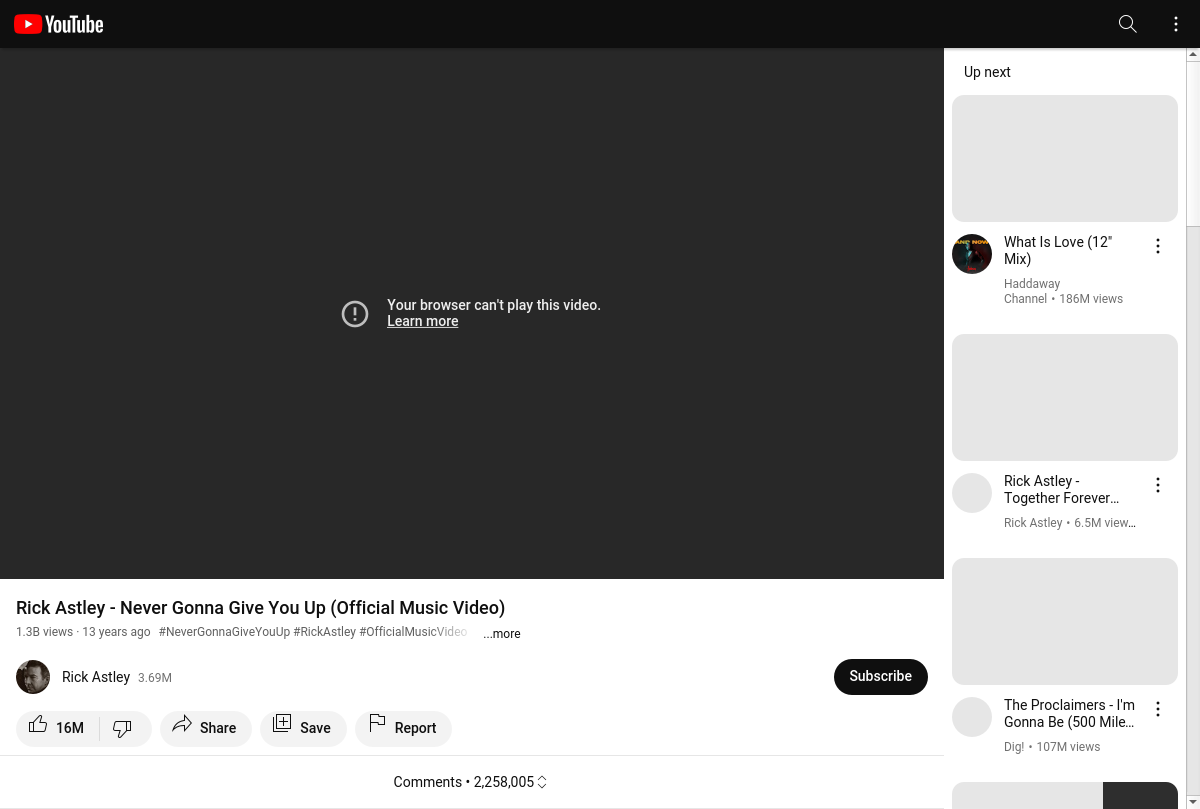 YouTube
Your browser can't play this video.
Learn more
Rick Astley - Never Gonna Give You Up (Official Music Video)
1.3B views · 13 years ago #NeverGonnaGiveYouUp #RickAstley #OfficialMusicVideo ...more
Rick Astley 3.69M
Subscribe
16M
Share
Save
Report
Comments • 2,258,005
Up next
What Is Love (12"
Mix)
Haddaway
Channel • 186M views
Rick Astley -
Together Forever...
Rick Astley • 6.5M view...
The Proclaimers - I'm
Gonna Be (500 Mile...
Dig! • 107M views